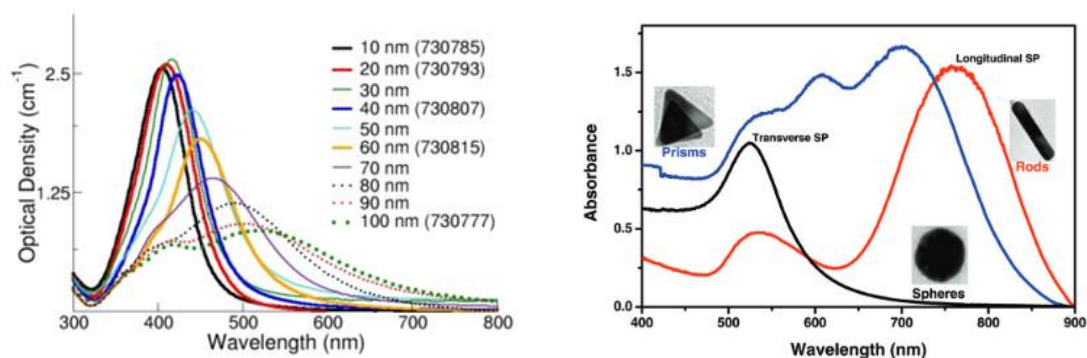 Optical Density (cm⁻¹)
2.5
1.25
300 400 500 600 700 800
Wavelength (nm)
10 nm (730785)
20 nm (730793)
30 nm
40 nm (730807)
50 nm
60 nm (730815)
70 nm
80 nm
90 nm
100 nm (730777)
Absorbance
1.5
1.0
0.5
0.0
400 500 600 700 800 900
Wavelength (nm)
Longitudinal SP
Transverse SP
Prisms
Rods
Spheres